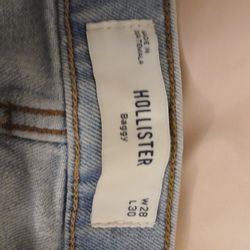 MADE IN
GUATEMALA
HOLLISTER
Baggy
W28
L30